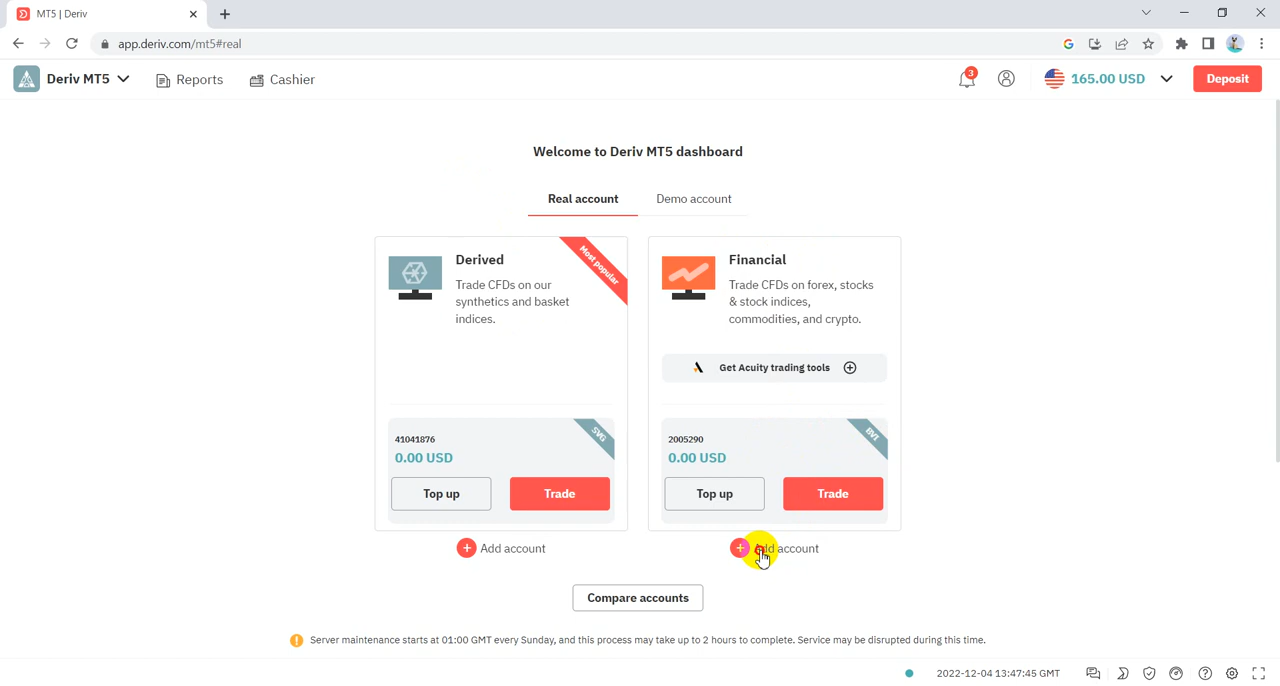 MT5 | Deriv
app.deriv.com/mt5#real
Deriv MT5
Reports
Cashier
3
165.00 USD
Deposit
Welcome to Deriv MT5 dashboard
Real account
Demo account
Derived
Most popular
Trade CFDs on our
synthetics and basket
indices.
Financial
Trade CFDs on forex, stocks
& stock indices,
commodities, and crypto.
Get Acuity trading tools
41041876
SVG
0.00 USD
Top up
Trade
2005290
BVI
0.00 USD
Top up
Trade
Add account
Add account
Compare accounts
Server maintenance starts at 01:00 GMT every Sunday, and this process may take up to 2 hours to complete. Service may be disrupted during this time.
2022-12-04 13:47:45 GMT